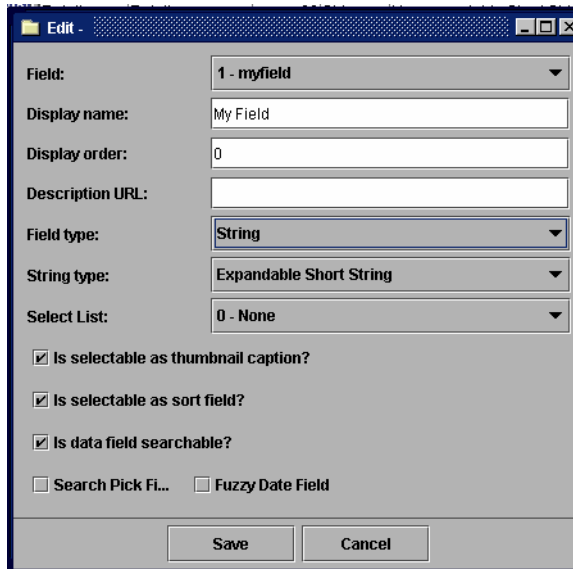 Edit -
Field: 1 - myfield
Display name: My Field
Display order: 0
Description URL:
Field type: String
String type: Expandable Short String
Select List: 0 - None
Is selectable as thumbnail caption?
Is selectable as sort field?
Is data field searchable?
Search Pick Fi... Fuzzy Date Field
Save Cancel